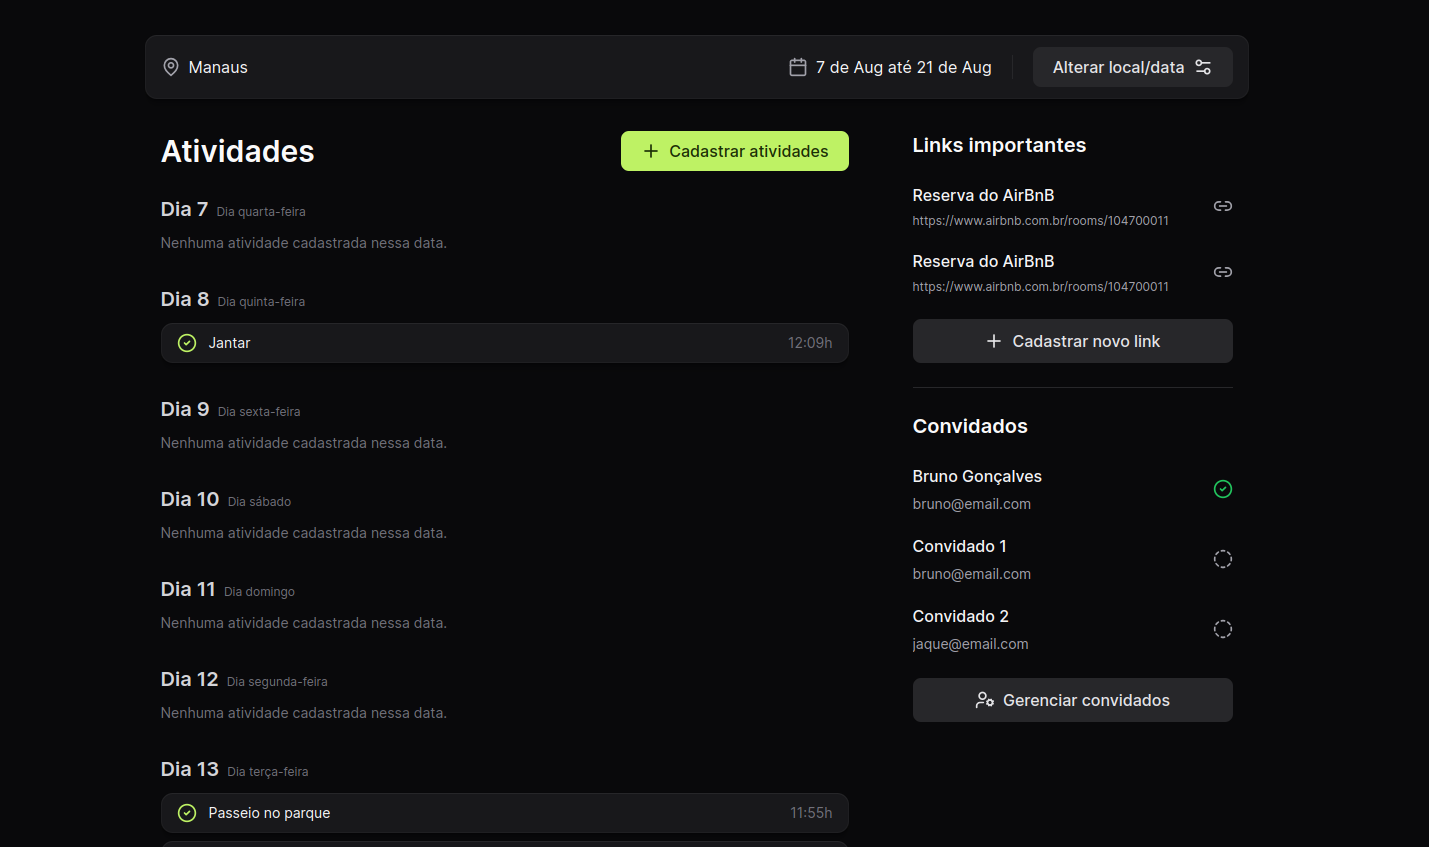 Manaus
7 de Aug até 21 de Aug
Alterar local/data
Atividades
Cadastrar atividades
Dia 7 Dia quarta-feira
Nenhuma atividade cadastrada nessa data.
Dia 8 Dia quinta-feira
Jantar 12:09h
Dia 9 Dia sexta-feira
Nenhuma atividade cadastrada nessa data.
Dia 10 Dia sábado
Nenhuma atividade cadastrada nessa data.
Dia 11 Dia domingo
Nenhuma atividade cadastrada nessa data.
Dia 12 Dia segunda-feira
Nenhuma atividade cadastrada nessa data.
Dia 13 Dia terça-feira
Passeio no parque 11:55h
Links importantes
Reserva do AirBnB
https://www.airbnb.com.br/rooms/104700011
Reserva do AirBnB
https://www.airbnb.com.br/rooms/104700011
Cadastrar novo link
Convidados
Bruno Gonçalves
bruno@email.com
Convidado 1
bruno@email.com
Convidado 2
jaque@email.com
Gerenciar convidados